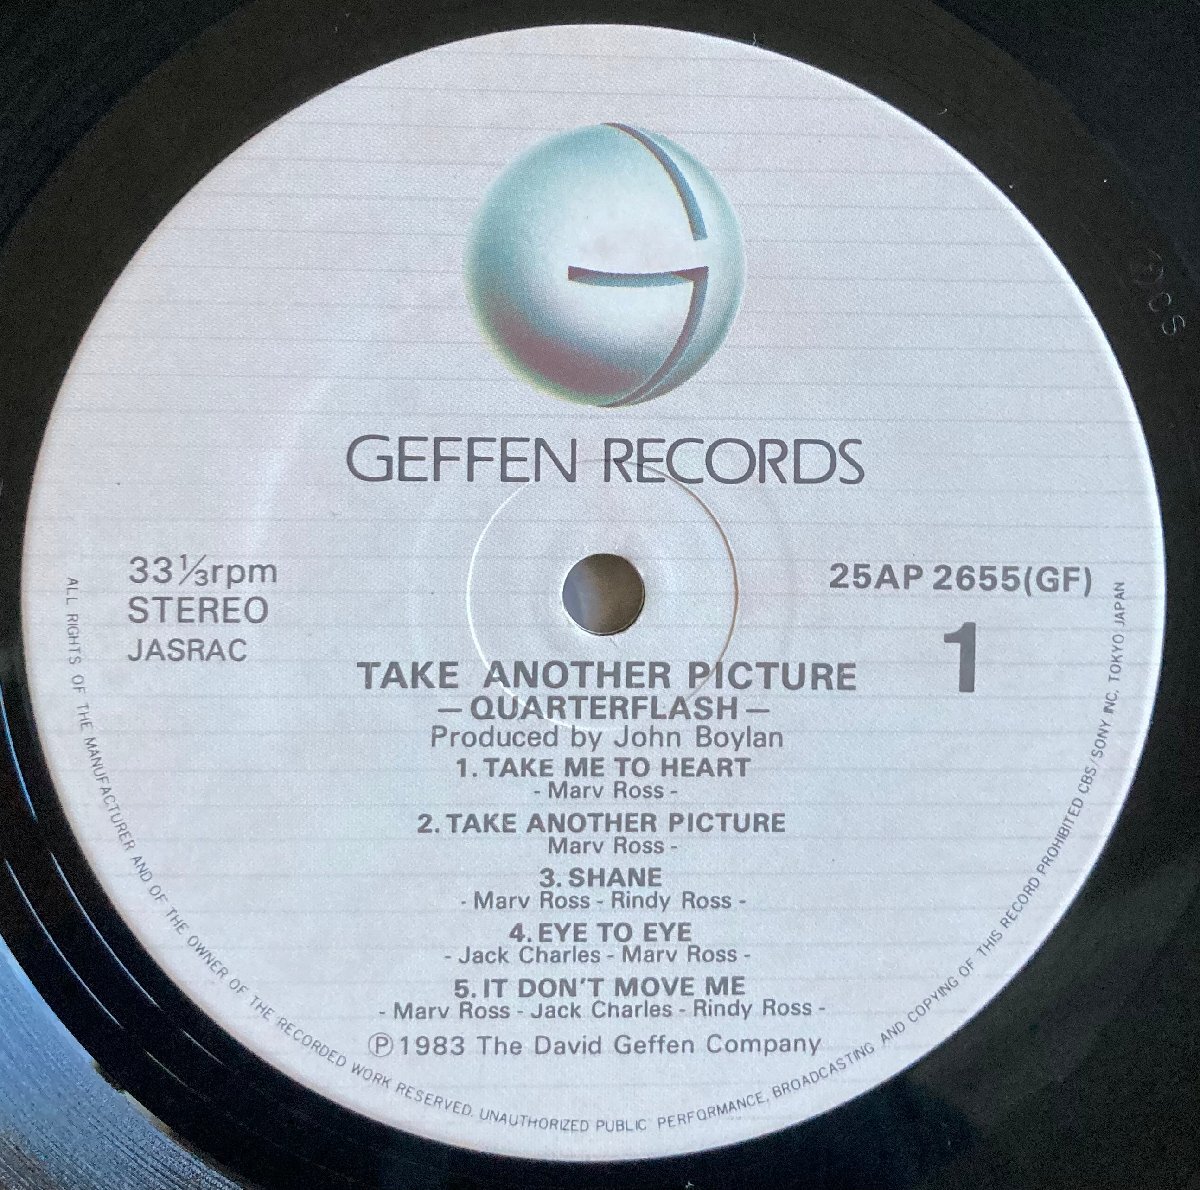 GEFFEN RECORDS
33⅓rpm
STEREO
JASRAC
25AP 2655(GF)
1
TAKE ANOTHER PICTURE
—QUARTERFLASH—
Produced by John Boylan
1. TAKE ME TO HEART
- Marv Ross -
2. TAKE ANOTHER PICTURE
Marv Ross -
3. SHANE
- Marv Ross - Rindy Ross -
4. EYE TO EYE
- Jack Charles - Marv Ross -
5. IT DON'T MOVE ME
- Marv Ross - Jack Charles - Rindy Ross -
Ⓟ1983 The David Geffen Company
ALL RIGHTS OF THE MANUFACTURER AND OF THE OWNER OF THE RECORDED WORK RESERVED. UNAUTHORIZED PUBLIC PERFORMANCE, BROADCASTING AND COPYING OF THIS RECORD PROHIBITED CBS/SONY INC. TOKYO JAPAN